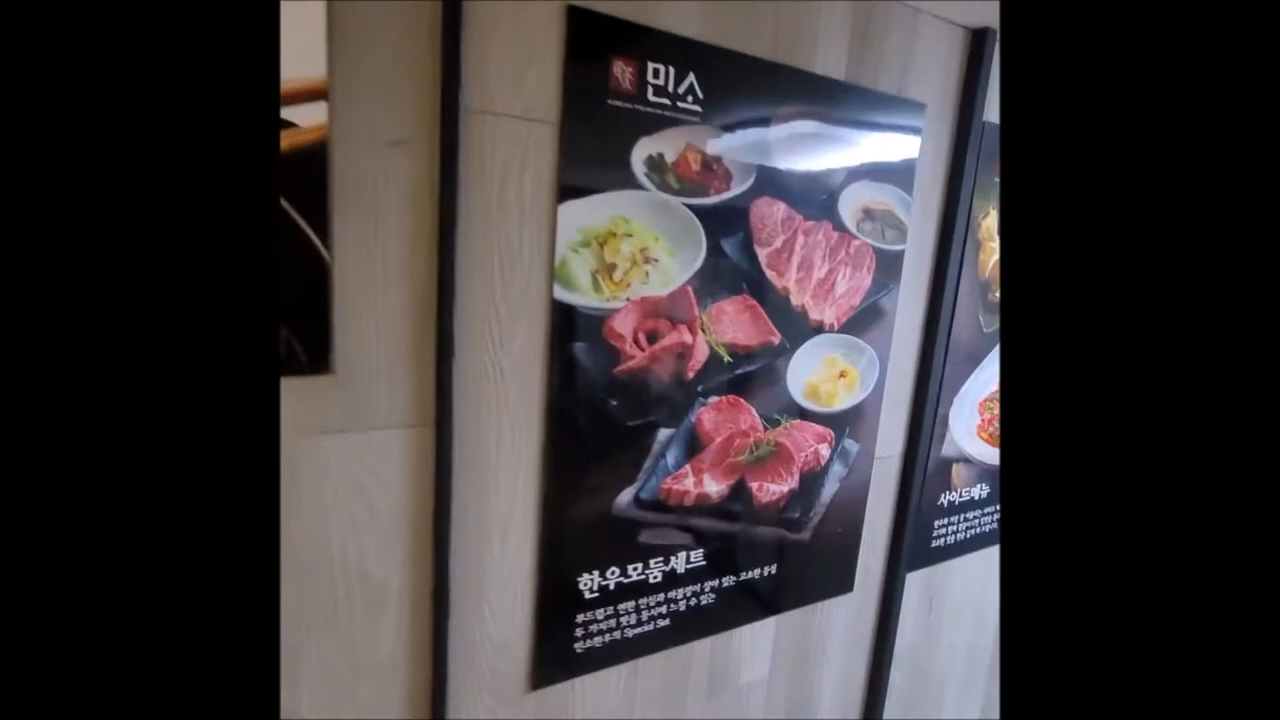 민소
한우모둠세트
부드럽고 연한 안심과 마블링이 살아 있는 고소한 등심
두 가지의 맛을 동시에 느낄 수 있는
민소한우의 Special Set
사이드메뉴